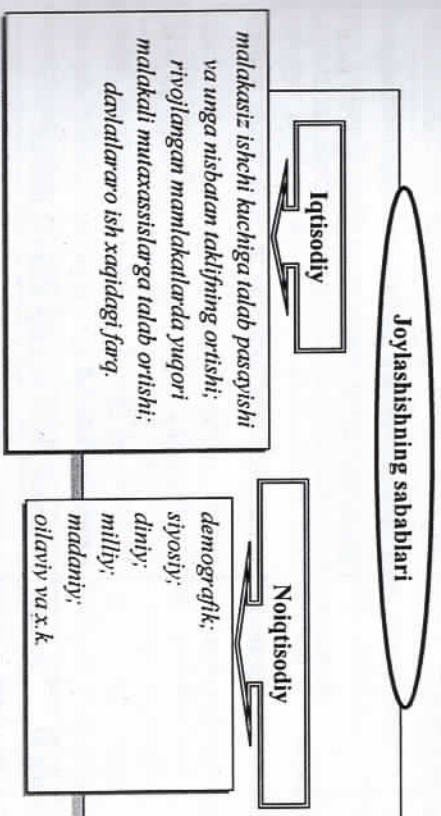 Joylashishning sabablari
Iqtisodiy
malakasiz ishchi kuchiga talab pasayishi
va unga nisbatan taklifning ortishi;
rivojlangan mamlakatlarda yuqori
malakali mutaxassislarga talab ortishi;
davlatlararo ish xaqidagi farq.
Noiqtisodiy
demografik;
siyosiy;
diniy;
milliy;
madaniy;
oilaviy va x.k.